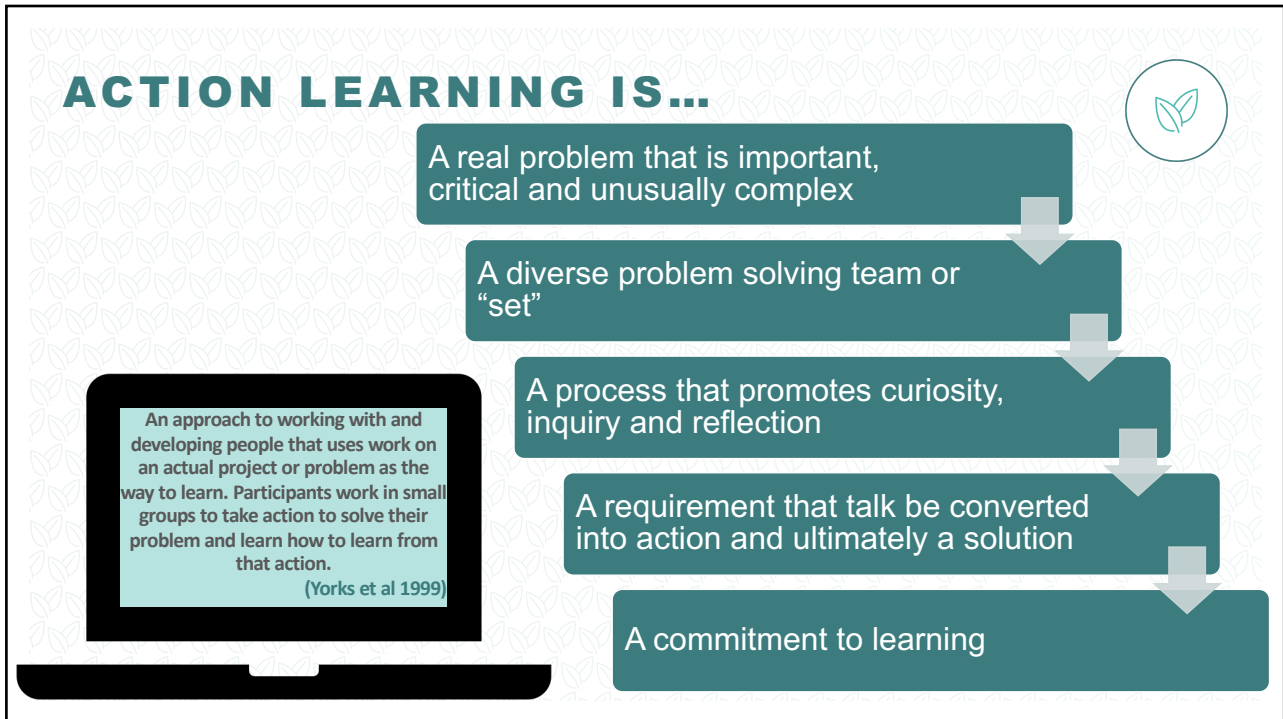 ACTION LEARNING IS…
A real problem that is important,
critical and unusually complex
A diverse problem solving team or
“set”
A process that promotes curiosity,
inquiry and reflection
A requirement that talk be converted
into action and ultimately a solution
A commitment to learning
An approach to working with and
developing people that uses work on
an actual project or problem as the
way to learn. Participants work in small
groups to take action to solve their
problem and learn how to learn from
that action.
(Yorks et al 1999)